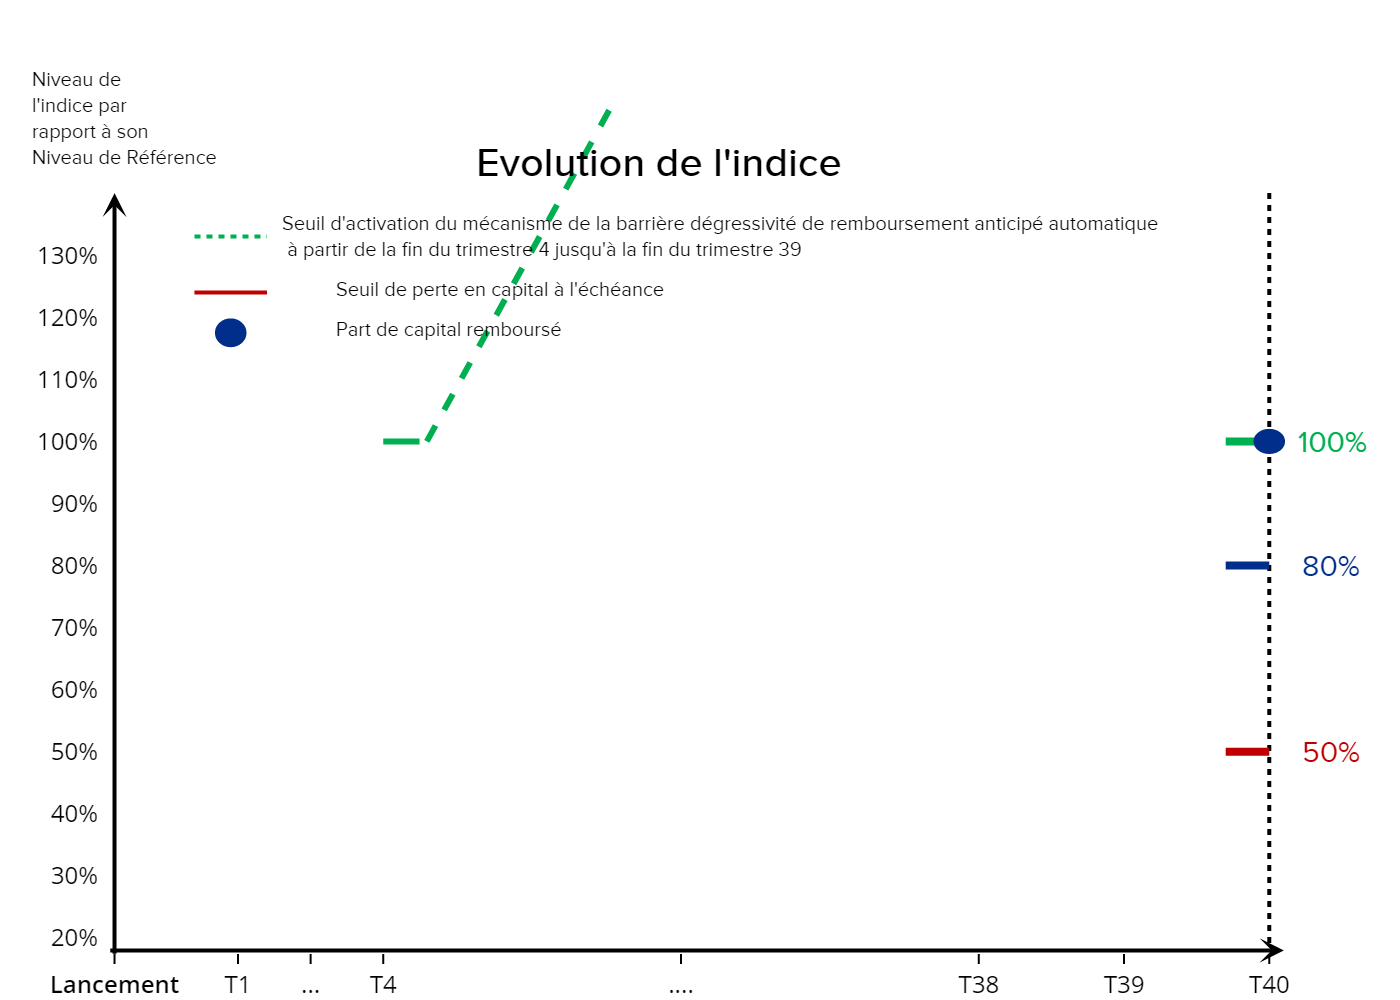 Niveau de
l'indice par
rapport à son
Niveau de Référence
Evolution de l'indice
Seuil d'activation du mécanisme de la barrière dégressivité de remboursement anticipé automatique
à partir de la fin du trimestre 4 jusqu'à la fin du trimestre 39
Seuil de perte en capital à l'échéance
Part de capital remboursé
130%
120%
110%
100%
90%
80%
70%
60%
50%
40%
30%
20%
100%
80%
50%
Lancement T1 ... T4 .... T38 T39 T40